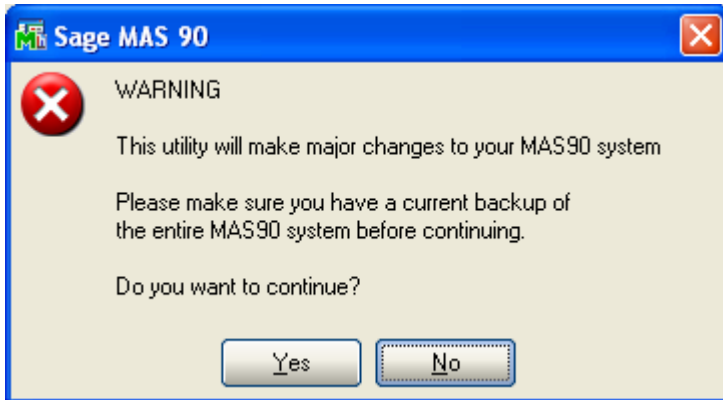 Sage MAS 90
WARNING
This utility will make major changes to your MAS90 system
Please make sure you have a current backup of
the entire MAS90 system before continuing.
Do you want to continue?
Yes
No